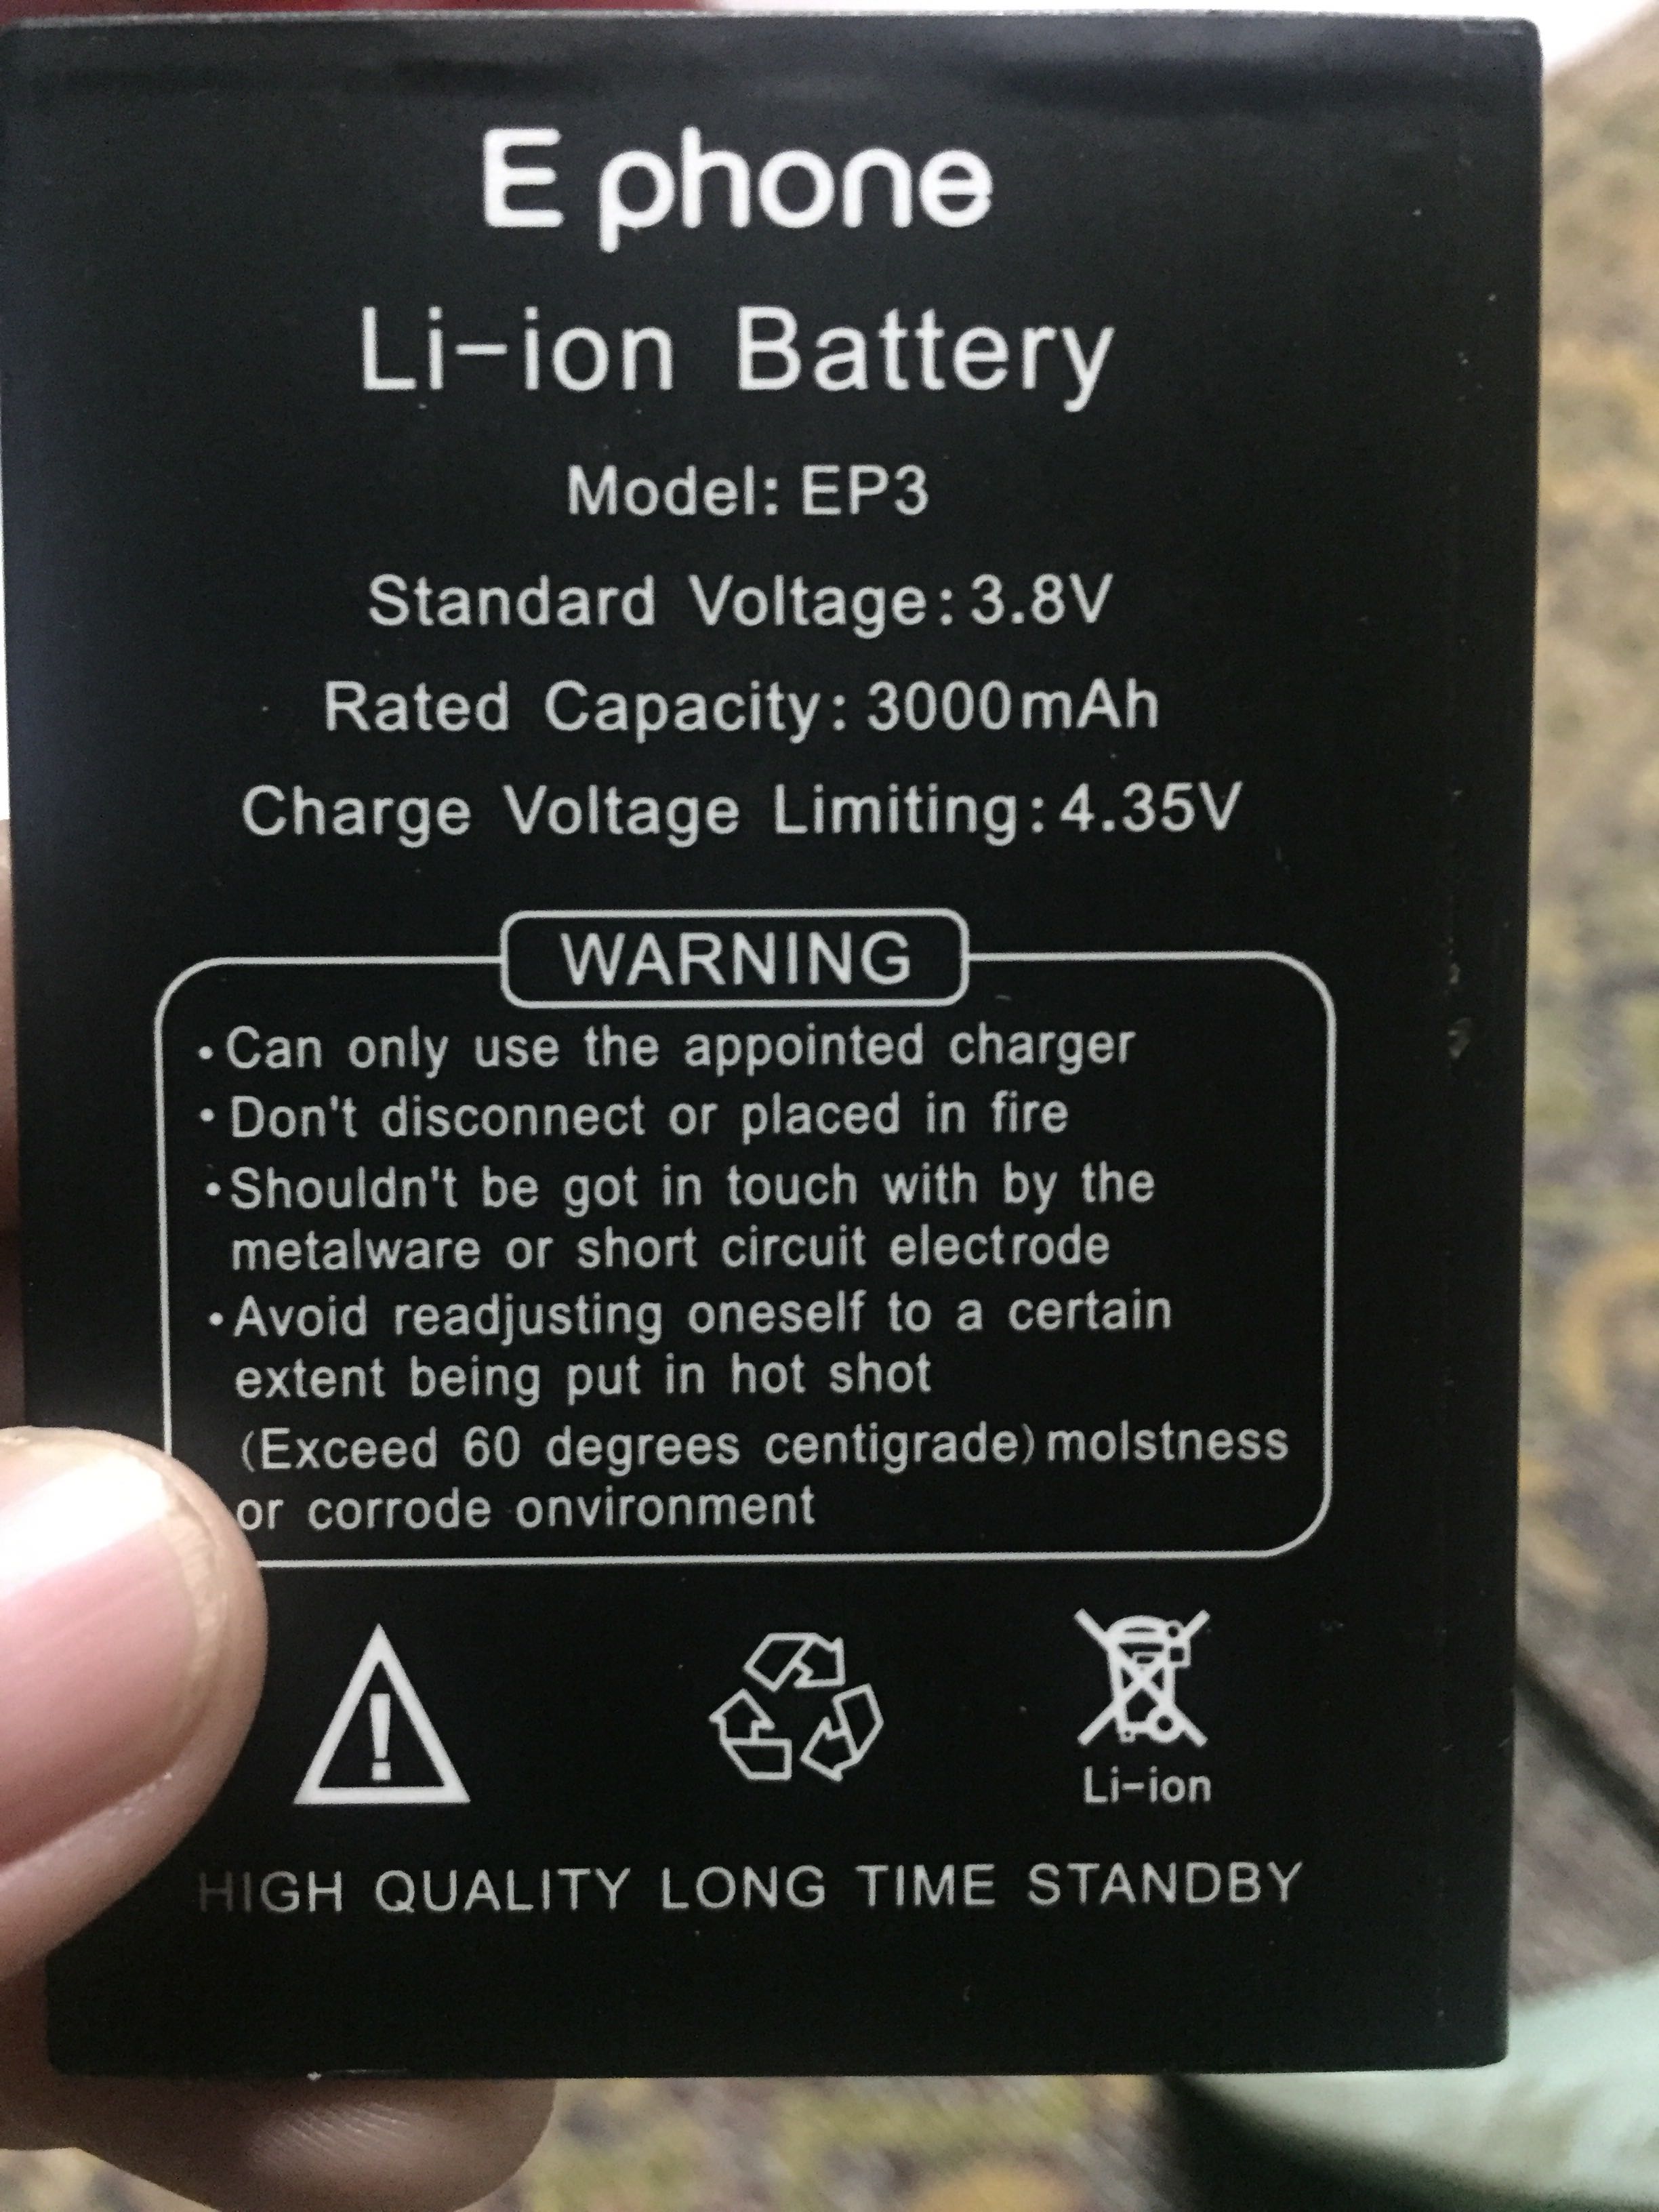 E phone
Li-ion Battery
Model: EP3
Standard Voltage: 3.8V
Rated Capacity: 3000mAh
Charge Voltage Limiting: 4.35V
WARNING
• Can only use the appointed charger
• Don't disconnect or placed in fire
• Shouldn't be got in touch with by the
metalware or short circuit electrode
• Avoid readjusting oneself to a certain
extent being put in hot shot
(Exceed 60 degrees centigrade) molstness
or corrode onvironment
!
Li-ion
HIGH QUALITY LONG TIME STANDBY